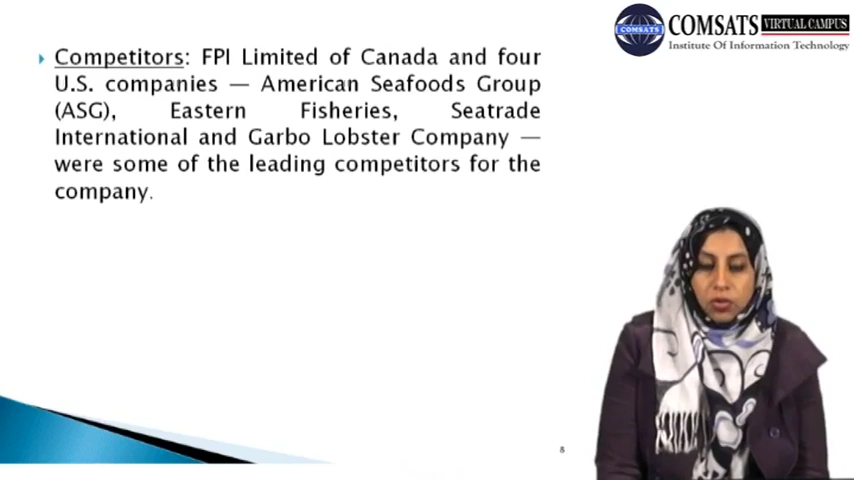 COMSATS VIRTUAL CAMPUS
COMSATS
Institute Of Information Technology
Competitors: FPI Limited of Canada and four
U.S. companies — American Seafoods Group
(ASG), Eastern Fisheries, Seatrade
International and Garbo Lobster Company —
were some of the leading competitors for the
company.
8